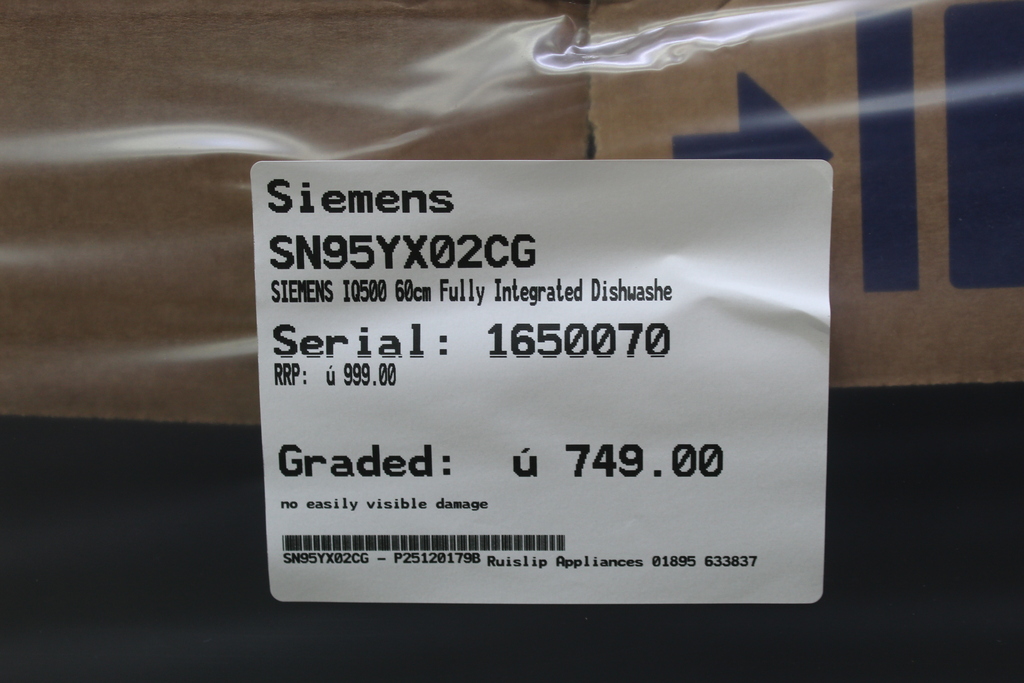 Siemens
SN95YX02CG
SIEMENS IQ500 60cm Fully Integrated Dishwashe
Serial: 1650070
RRP: ú 999.00
Graded: ú 749.00
no easily visible damage
SN95YX02CG - P25120179B Ruislip Appliances 01895 633837